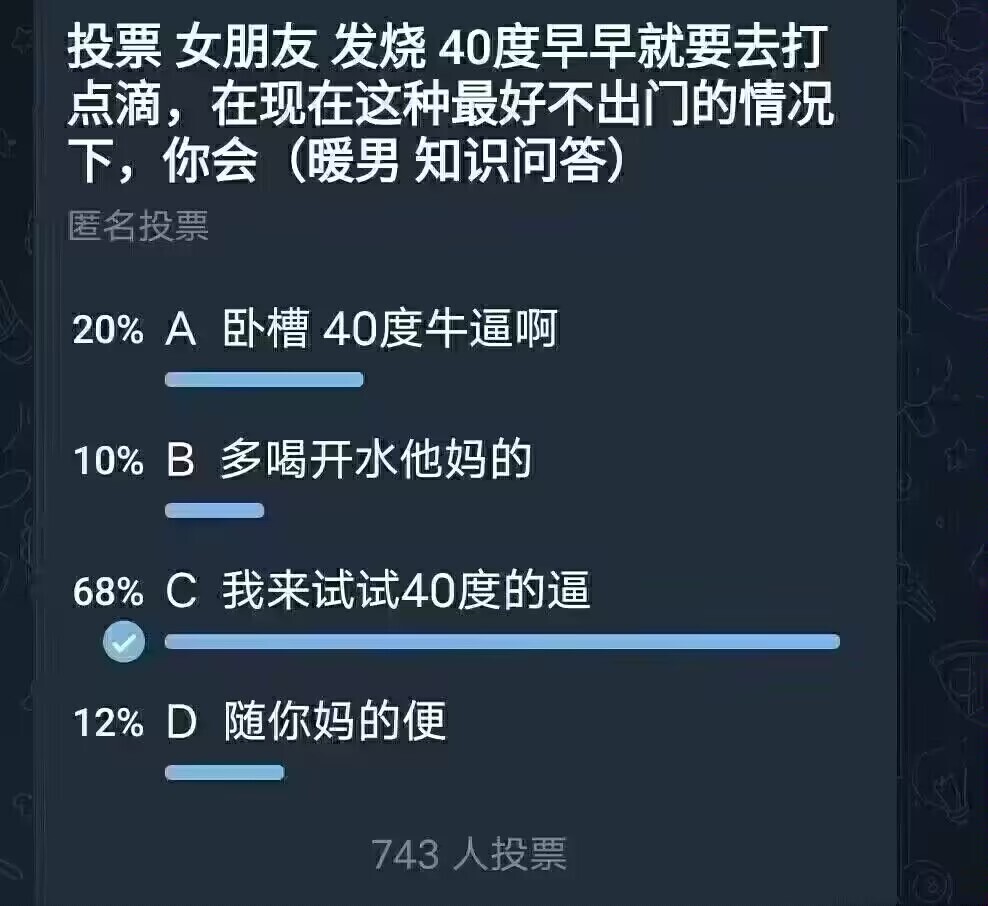 投票 女朋友 发烧 40度早早就要去打
点滴，在现在这种最好不出门的情况
下，你会（暖男 知识问答）
匿名投票
20% A 卧槽 40度牛逼啊
10% B 多喝开水他妈的
68% C 我来试试40度的逼
12% D 随你妈的便
743 人投票